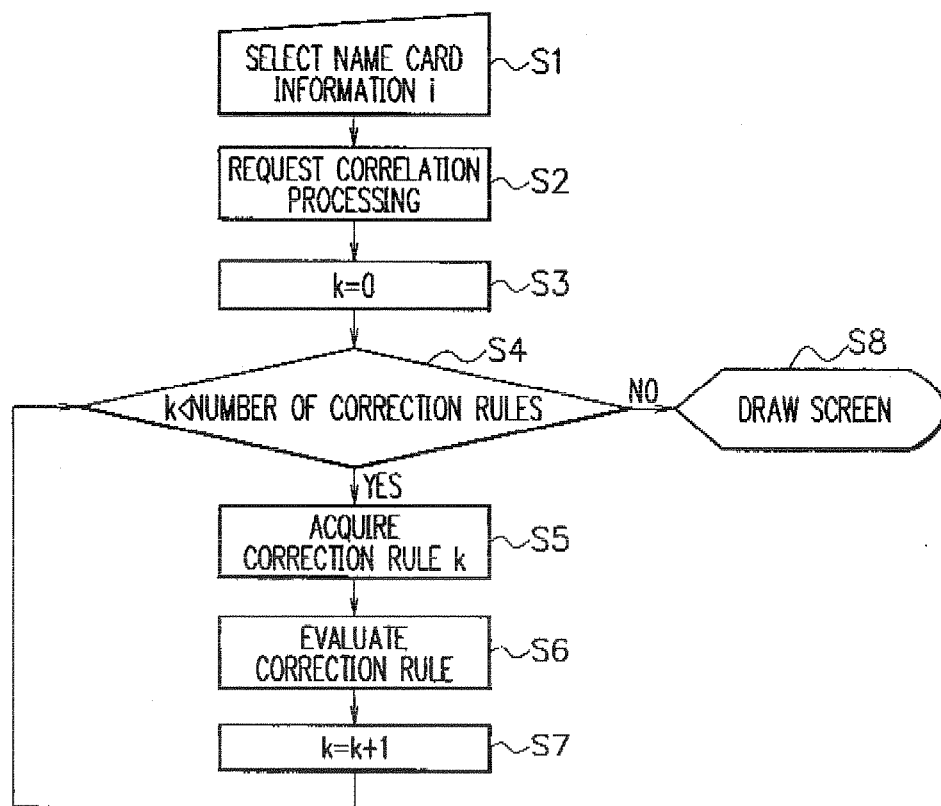 SELECT NAME CARD
INFORMATION i
S1
REQUEST CORRELATION
PROCESSING
S2
k=0
S3
S4
k<NUMBER OF CORRECTION RULES
NO
S8
DRAW SCREEN
YES
ACQUIRE
CORRECTION RULE k
S5
EVALUATE
CORRECTION RULE
S6
k=k+1
S7